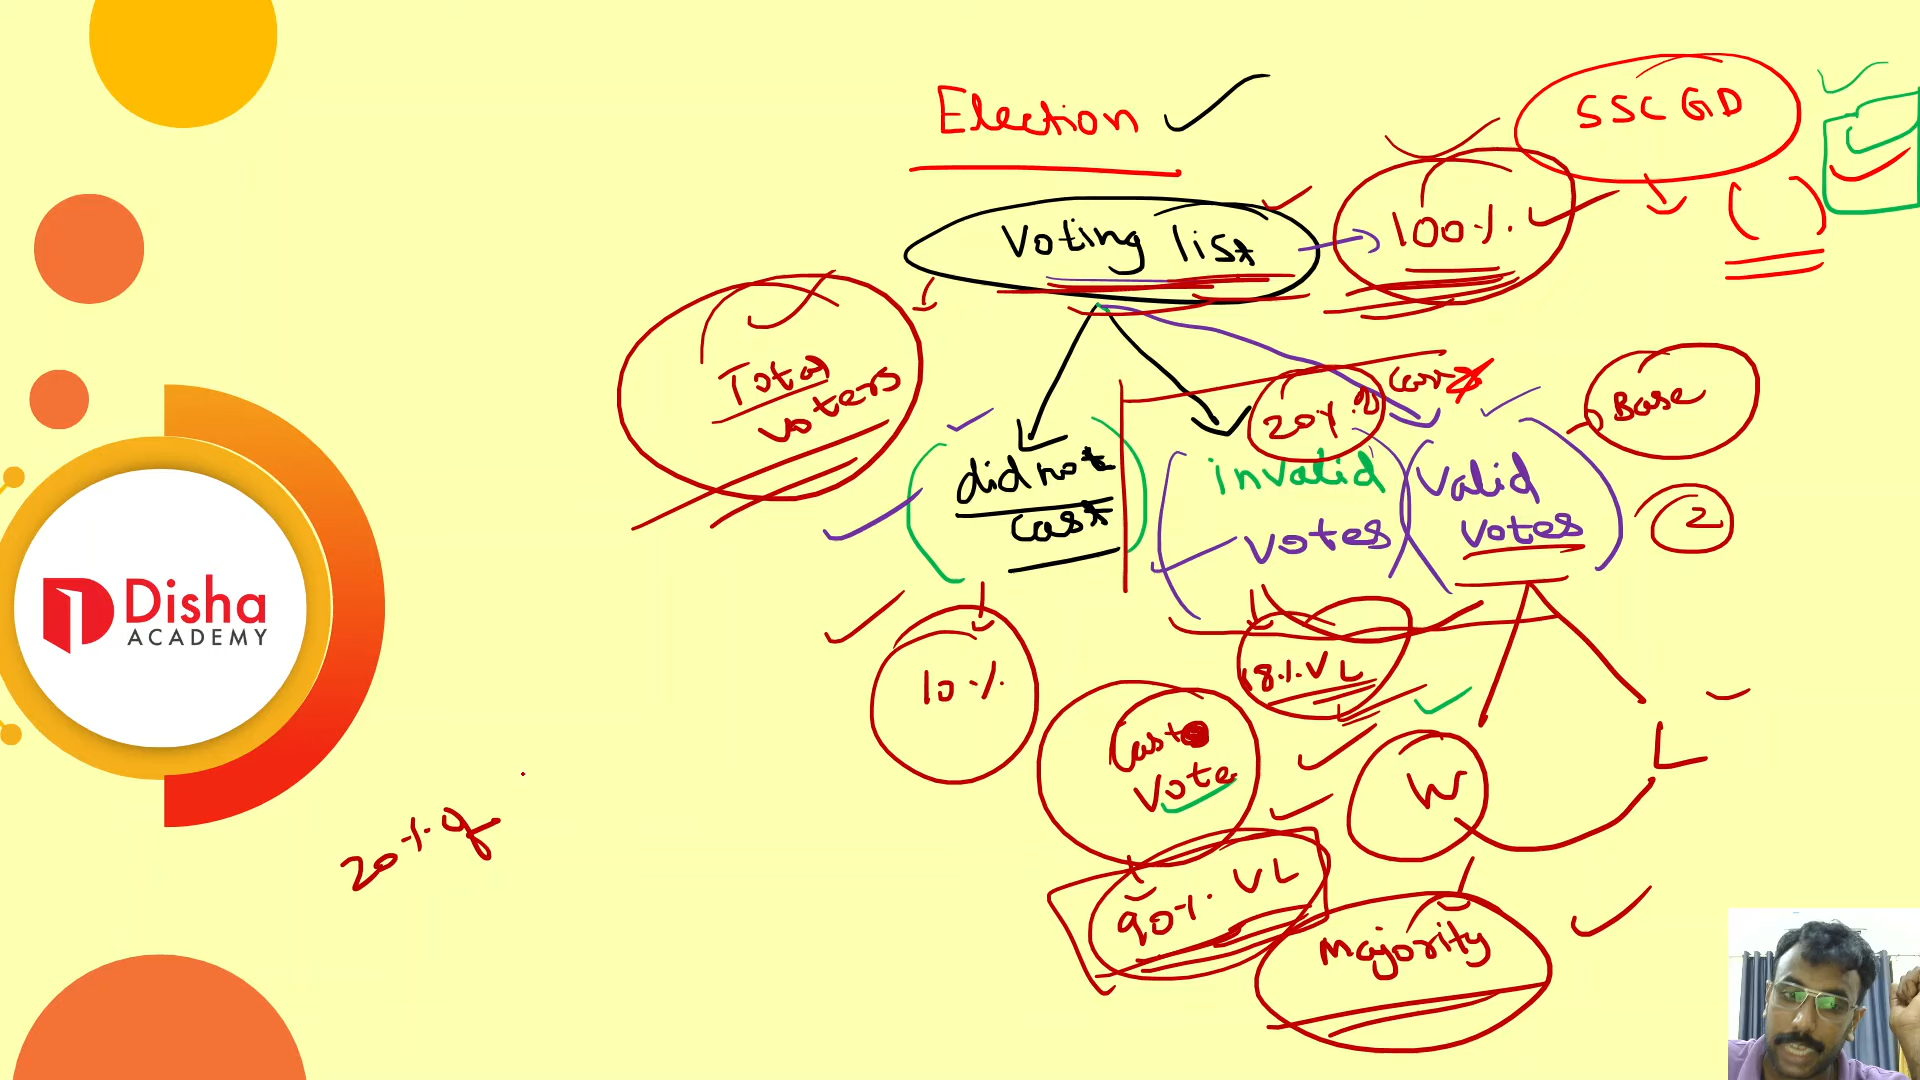 Election
SSC GD
Voting list
100%
Total
voters
20%
Base
did not
cast
invalid
votes
valid
votes
2
Disha
ACADEMY
10%
18% VL
Cast
Vote
W
L
20% of
90% VL
Majority